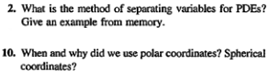 2. What is the method of separating variables for PDEs?
Give an example from memory.
10. When and why did we use polar coordinates? Spherical
coordinates?